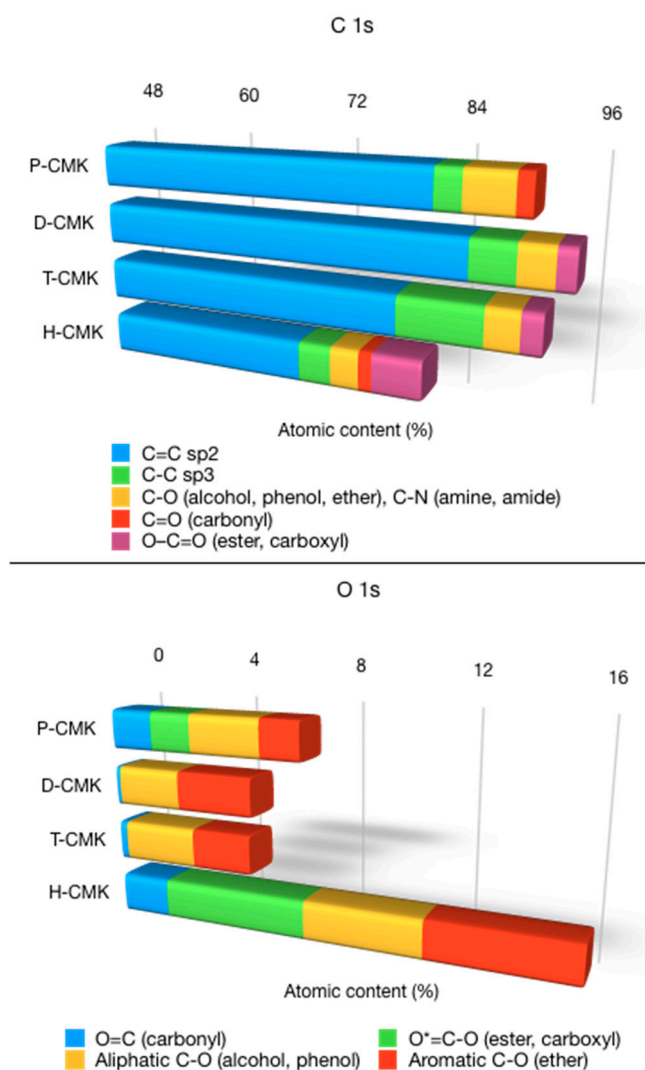 C 1s
48 60 72 84 96
P-CMK
D-CMK
T-CMK
H-CMK
Atomic content (%)
C=C sp2
C-C sp3
C-O (alcohol, phenol, ether), C-N (amine, amide)
C=O (carbonyl)
O–C=O (ester, carboxyl)
O 1s
0 4 8 12 16
P-CMK
D-CMK
T-CMK
H-CMK
Atomic content (%)
O=C (carbonyl) O*=C-O (ester, carboxyl)
Aliphatic C-O (alcohol, phenol) Aromatic C-O (ether)